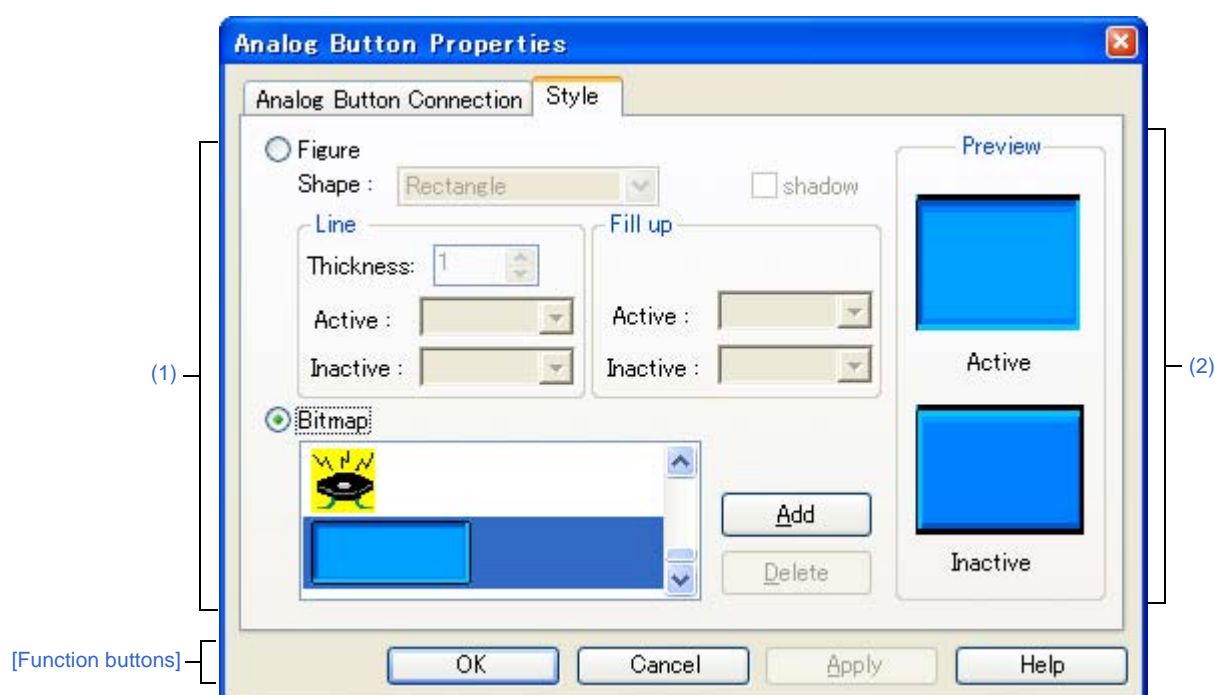 Analog Button Properties
Analog Button Connection Style
Figure
Shape : Rectangle shadow
Line
Thickness: 1
Active :
Inactive :
Fill up
Active :
Inactive :
Bitmap
Add
Delete
Preview
Active
Inactive
(1)
(2)
[Function buttons]
OK Cancel Apply Help